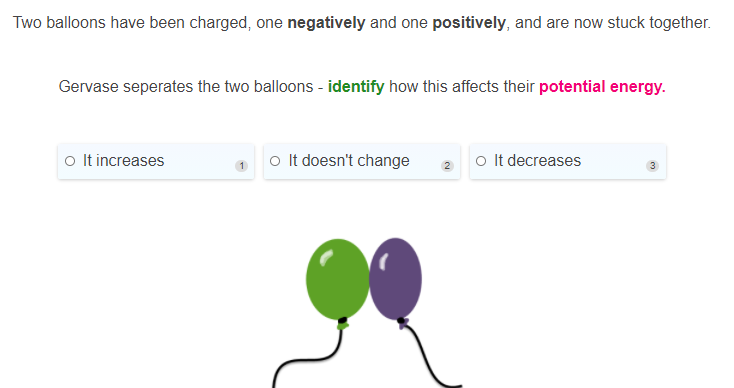 Two balloons have been charged, one negatively and one positively, and are now stuck together.
Gervase seperates the two balloons - identify how this affects their potential energy.
It increases 1 It doesn't change 2 It decreases 3